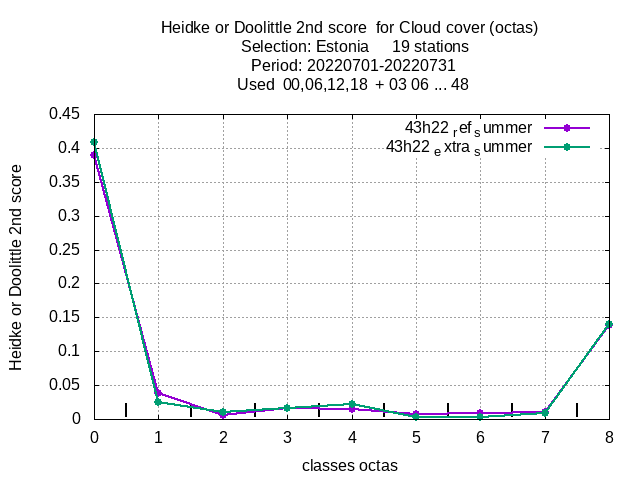 Heidke or Doolittle 2nd score  for Cloud cover (octas)
Selection: Estonia     19 stations
Period: 20220701-20220731
Used  00,06,12,18  + 03 06 ... 48
43h22 ref summer
43h22 extra summer
Heidke or Doolittle 2nd score
0.45
0.4
0.35
0.3
0.25
0.2
0.15
0.1
0.05
0
0 1 2 3 4 5 6 7 8
classes octas